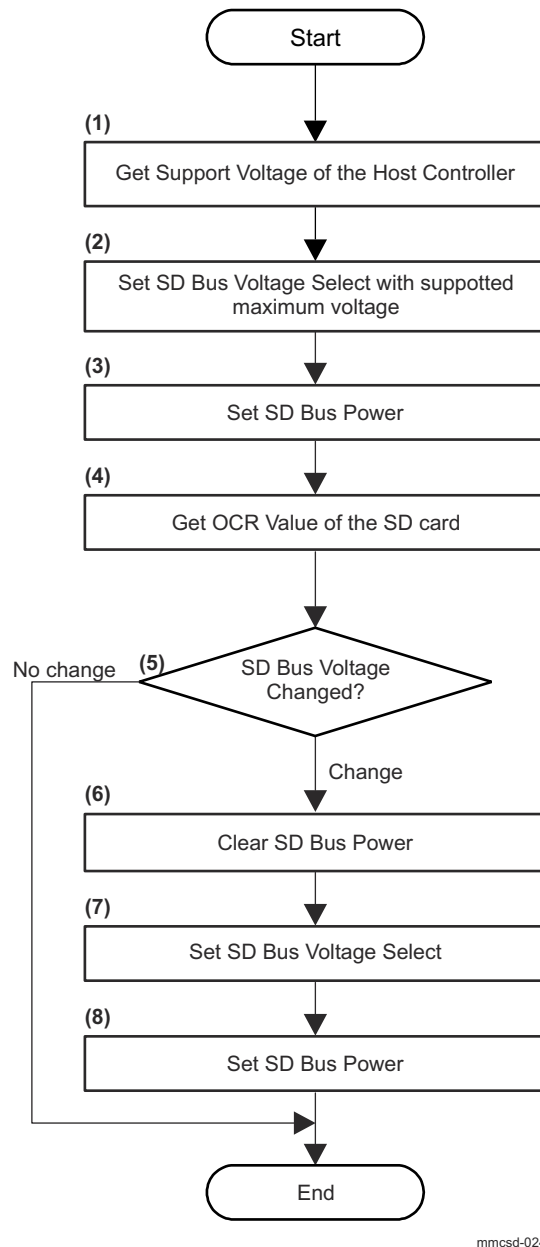 Start
(1)
Get Support Voltage of the Host Controller
(2)
Set SD Bus Voltage Select with suppotted
maximum voltage
(3)
Set SD Bus Power
(4)
Get OCR Value of the SD card
No change
(5)
SD Bus Voltage
Changed?
Change
(6)
Clear SD Bus Power
(7)
Set SD Bus Voltage Select
(8)
Set SD Bus Power
End